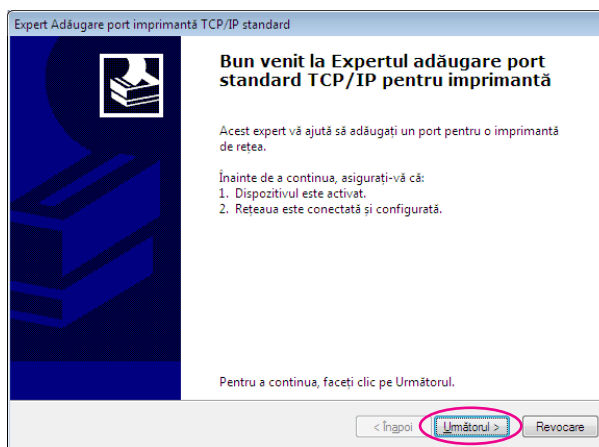 Expert Adăugare port imprimantă TCP/IP standard
Bun venit la Expertul adăugare port
standard TCP/IP pentru imprimantă
Acest expert vă ajută să adăugați un port pentru o imprimantă
de rețea.
Înainte de a continua, asigurați-vă că:
1. Dispozitivul este activat.
2. Rețeaua este conectată și configurată.
Pentru a continua, faceți clic pe Următorul.
< Îngpoi Următorul > Revocare